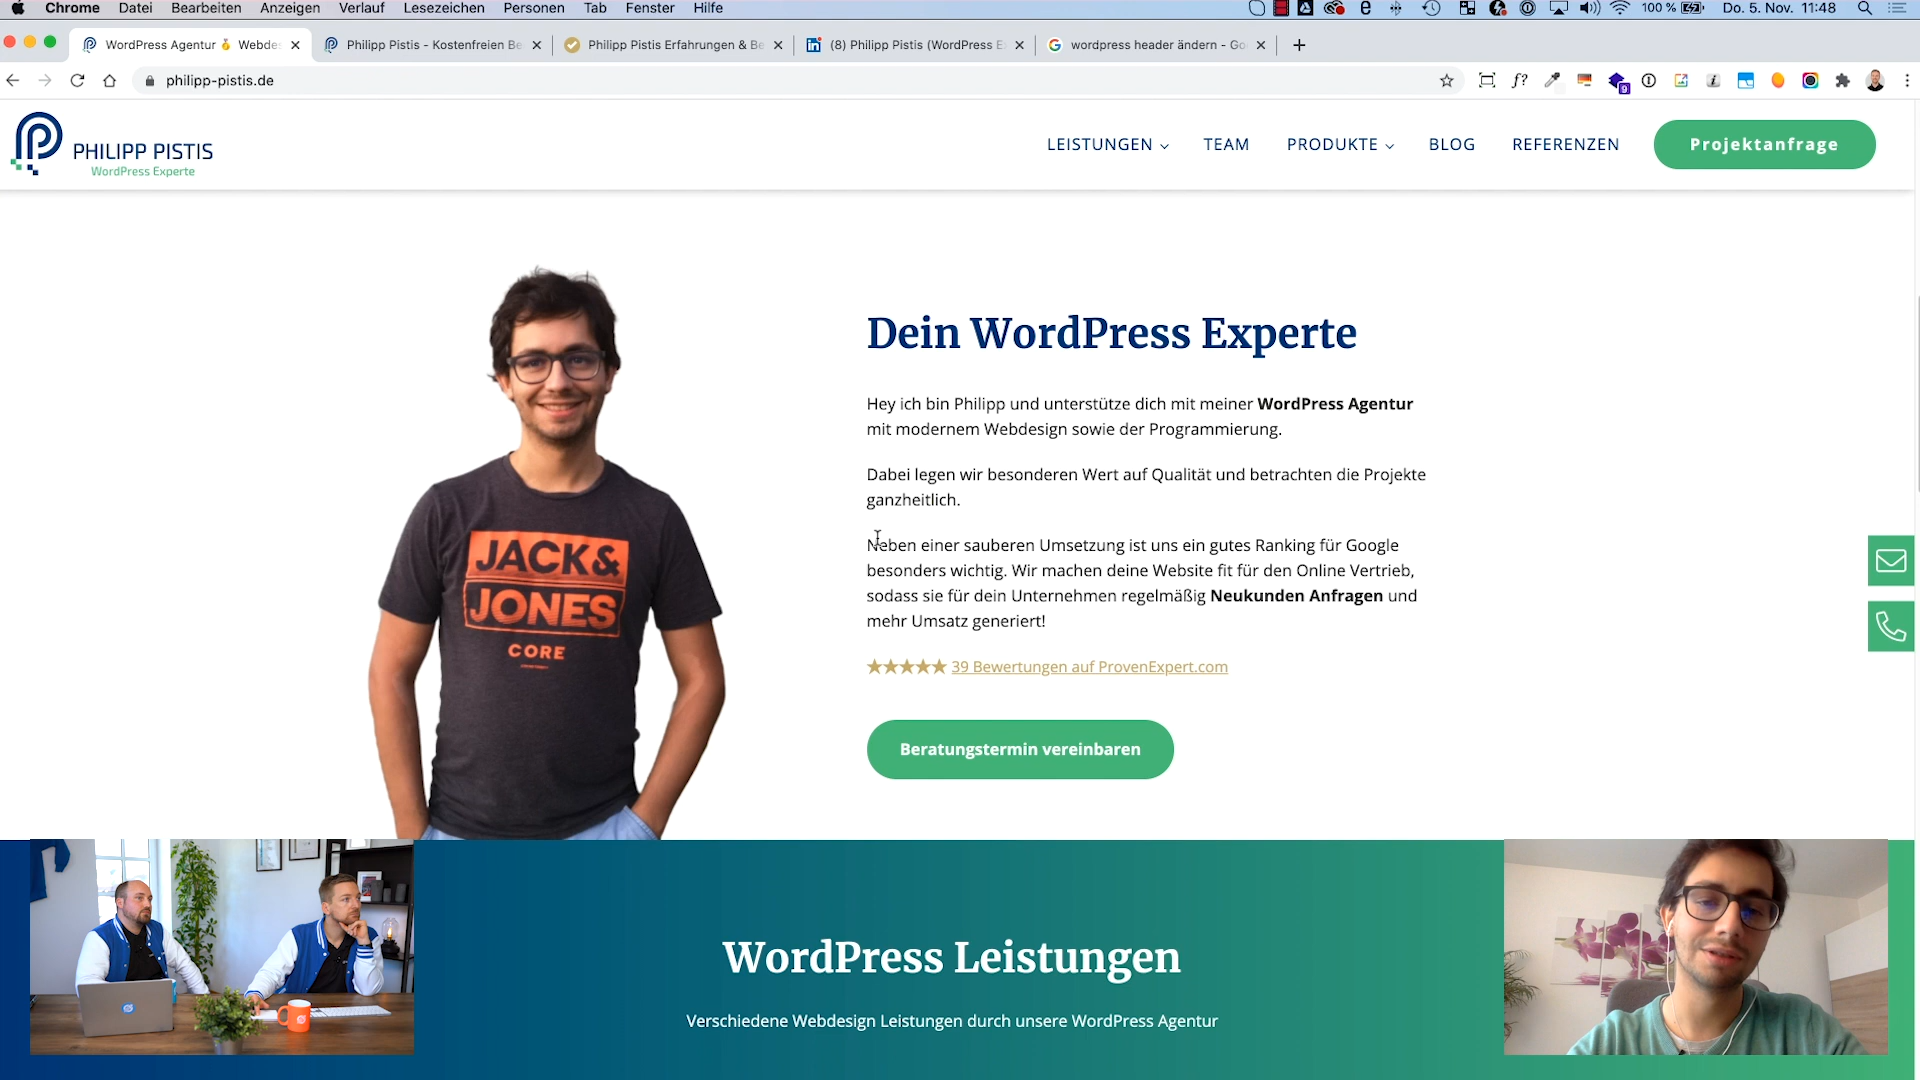 Chrome Datei Bearbeiten Anzeigen Verlauf Lesezeichen Personen Tab Fenster Hilfe
100 % Do. 5. Nov. 11:48
WordPress Agentur 🥇 Webdes
Philipp Pistis - Kostenfreien Be
Philipp Pistis Erfahrungen & Be
(8) Philipp Pistis (WordPress E
wordpress header ändern - Go
philipp-pistis.de
f?
9
PHILIPP PISTIS
WordPress Experte
LEISTUNGEN TEAM PRODUKTE BLOG REFERENZEN Projektanfrage
JACK&
JONES
CORE
Dein WordPress Experte
Hey ich bin Philipp und unterstütze dich mit meiner WordPress Agentur
mit modernem Webdesign sowie der Programmierung.
Dabei legen wir besonderen Wert auf Qualität und betrachten die Projekte
ganzheitlich.
Neben einer sauberen Umsetzung ist uns ein gutes Ranking für Google
besonders wichtig. Wir machen deine Website fit für den Online Vertrieb,
sodass sie für dein Unternehmen regelmäßig Neukunden Anfragen und
mehr Umsatz generiert!
★★★★★ 39 Bewertungen auf ProvenExpert.com
Beratungstermin vereinbaren
WordPress Leistungen
Verschiedene Webdesign Leistungen durch unsere WordPress Agentur